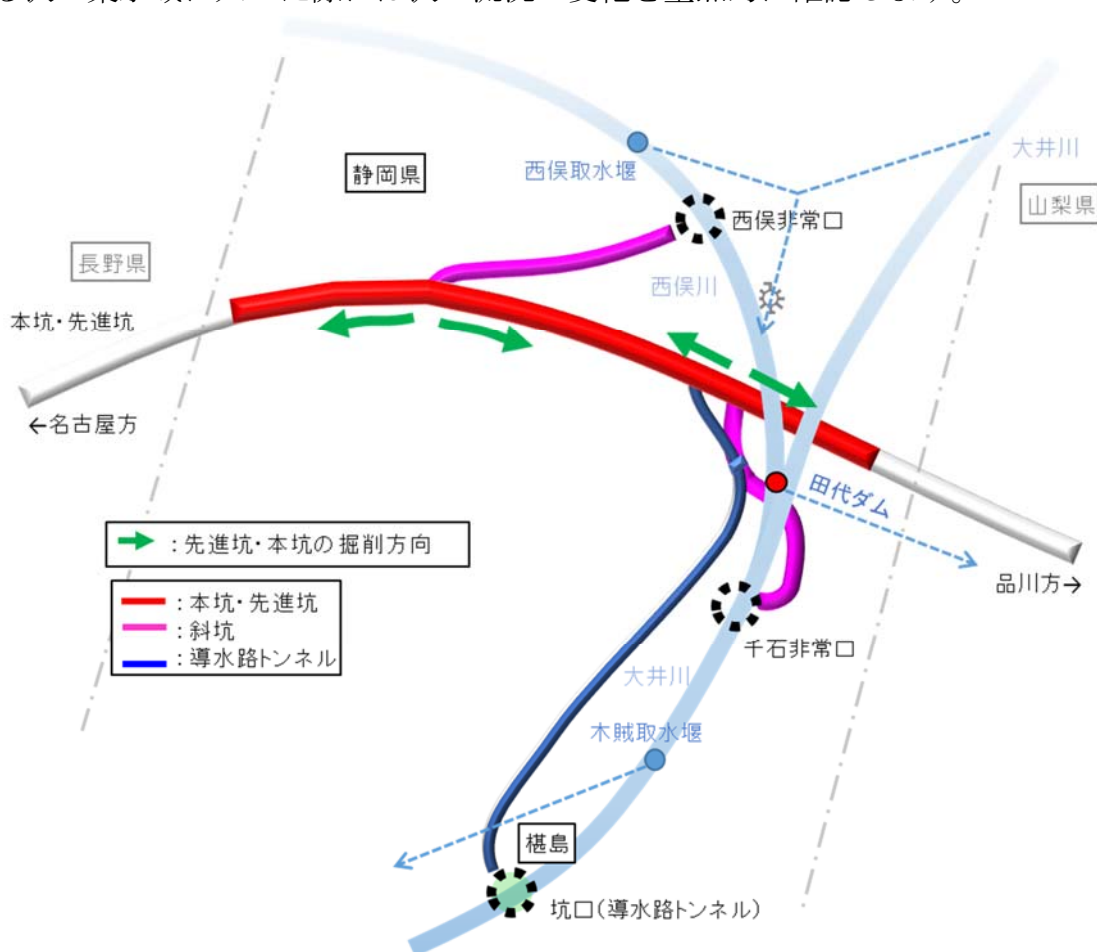 大井川
西俣取水堰
静岡県
山梨県
西俣非常口
長野県
西俣川
本坑・先進坑
←名古屋方
田代ダム
:先進坑・本坑の掘削方向
品川方→
:本坑・先進坑
:斜坑
:導水路トンネル
千石非常口
大井川
木賊取水堰
椹島
坑口(導水路トンネル)